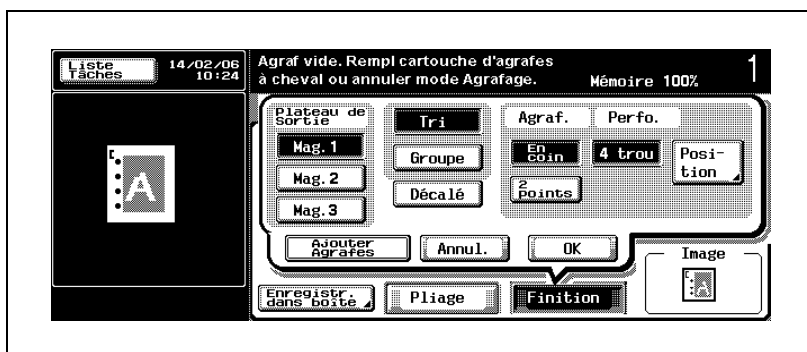 Liste
Tâches
14/02/06
10:24
Agraf vide. Rempl cartouche d'agrafes
à cheval ou annuler mode Agrafage.
Mémoire 100%
1
A
Plateau de
Sortie
Mag.1
Mag.2
Mag.3
Tri
Groupe
Décalé
Agraf.
Perfo.
En
coin
4 trou
Posi-
tion
2
Points
Ajouter
Agrafes
Annul.
OK
Image
A
Enregistr.
dans boîte
Pliage
Finition